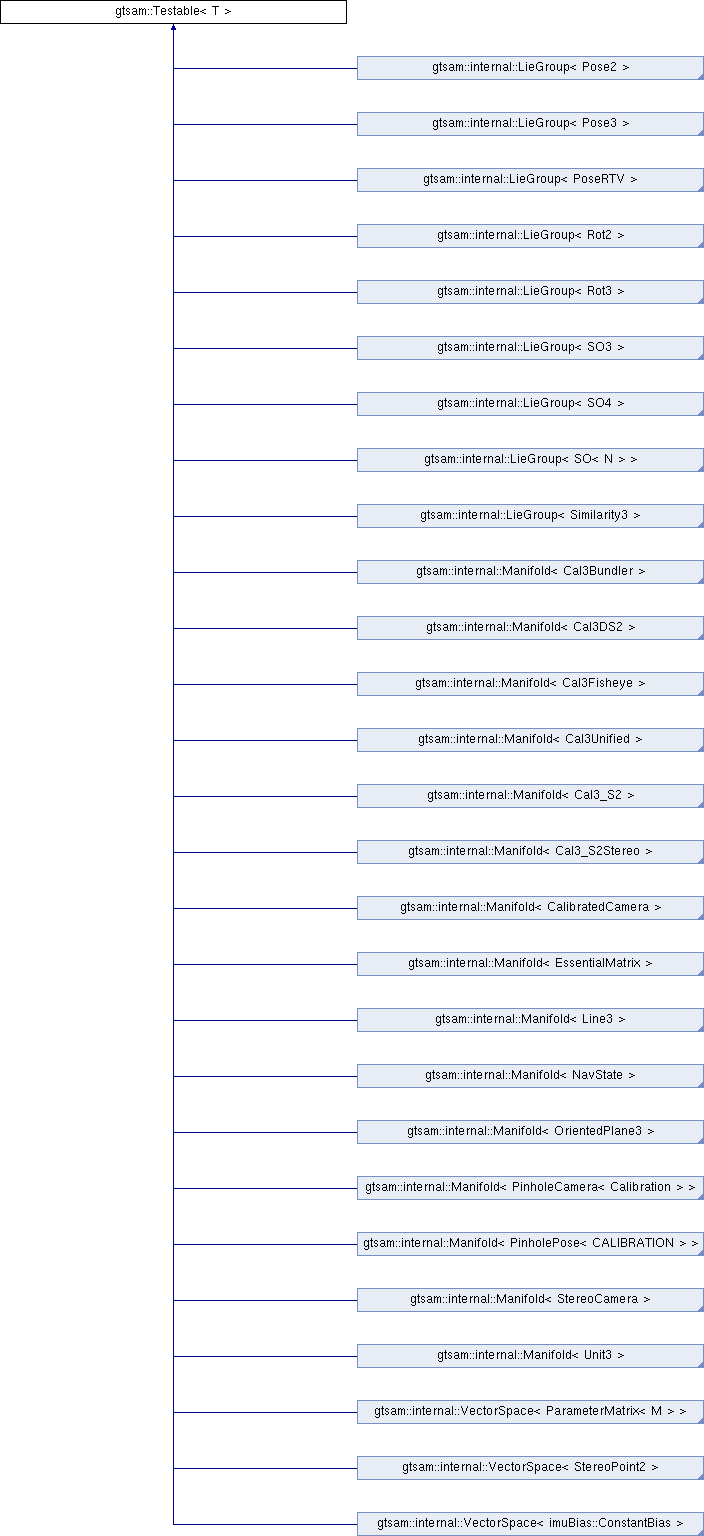 gtsam::Testable< T >
gtsam::internal::LieGroup< Pose2 >
gtsam::internal::LieGroup< Pose3 >
gtsam::internal::LieGroup< PoseRTV >
gtsam::internal::LieGroup< Rot2 >
gtsam::internal::LieGroup< Rot3 >
gtsam::internal::LieGroup< SO3 >
gtsam::internal::LieGroup< SO4 >
gtsam::internal::LieGroup< SO< N > >
gtsam::internal::LieGroup< Similarity3 >
gtsam::internal::Manifold< Cal3Bundler >
gtsam::internal::Manifold< Cal3DS2 >
gtsam::internal::Manifold< Cal3Fisheye >
gtsam::internal::Manifold< Cal3Unified >
gtsam::internal::Manifold< Cal3_S2 >
gtsam::internal::Manifold< Cal3_S2Stereo >
gtsam::internal::Manifold< CalibratedCamera >
gtsam::internal::Manifold< EssentialMatrix >
gtsam::internal::Manifold< Line3 >
gtsam::internal::Manifold< NavState >
gtsam::internal::Manifold< OrientedPlane3 >
gtsam::internal::Manifold< PinholeCamera< Calibration > >
gtsam::internal::Manifold< PinholePose< CALIBRATION > >
gtsam::internal::Manifold< StereoCamera >
gtsam::internal::Manifold< Unit3 >
gtsam::internal::VectorSpace< ParameterMatrix< M > >
gtsam::internal::VectorSpace< StereoPoint2 >
gtsam::internal::VectorSpace< imuBias::ConstantBias >